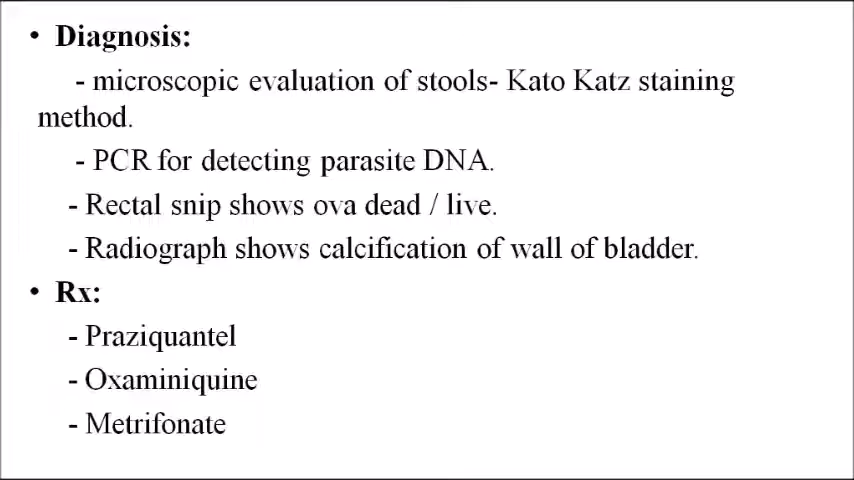 • Diagnosis:
- microscopic evaluation of stools- Kato Katz staining
method.
- PCR for detecting parasite DNA.
- Rectal snip shows ova dead / live.
- Radiograph shows calcification of wall of bladder.
• Rx:
- Praziquantel
- Oxaminiquine
- Metrifonate